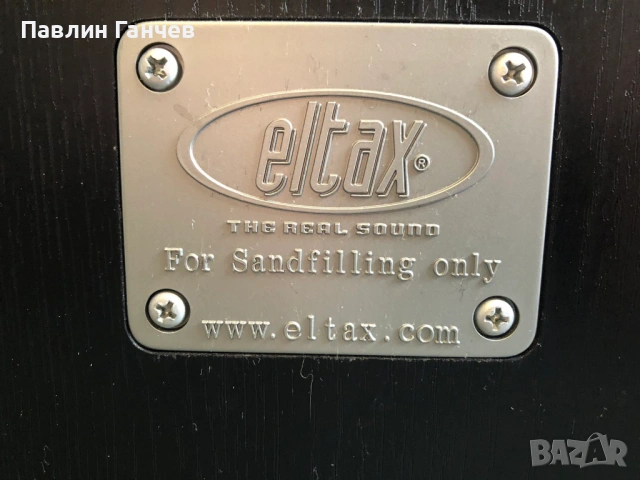 Павлин Ганчев
eltax®
THE REAL SOUND
For Sandfilling only
www.eltax.com
BAZAR